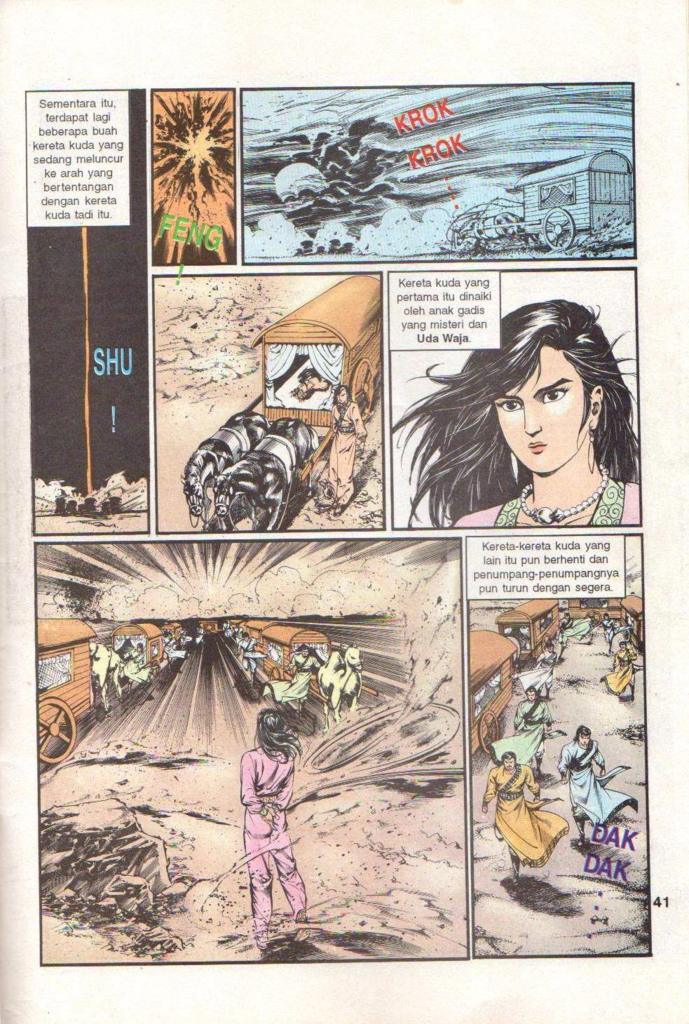 Sementara itu,
terdapat lagi
beberapa buah
kereta kuda yang
sedang meluncur
ke arah yang
bertentangan
dengan kereta
kuda tadi itu.
SHU
!
FENG
!
KROK
KROK
...
Kereta kuda yang
pertama itu dinaiki
oleh anak gadis
yang misteri dan
Uda Waja.
Kereta-kereta kuda yang
lain itu pun berhenti dan
penumpang-penumpangnya
pun turun dengan segera.
DAK
DAK
...
41